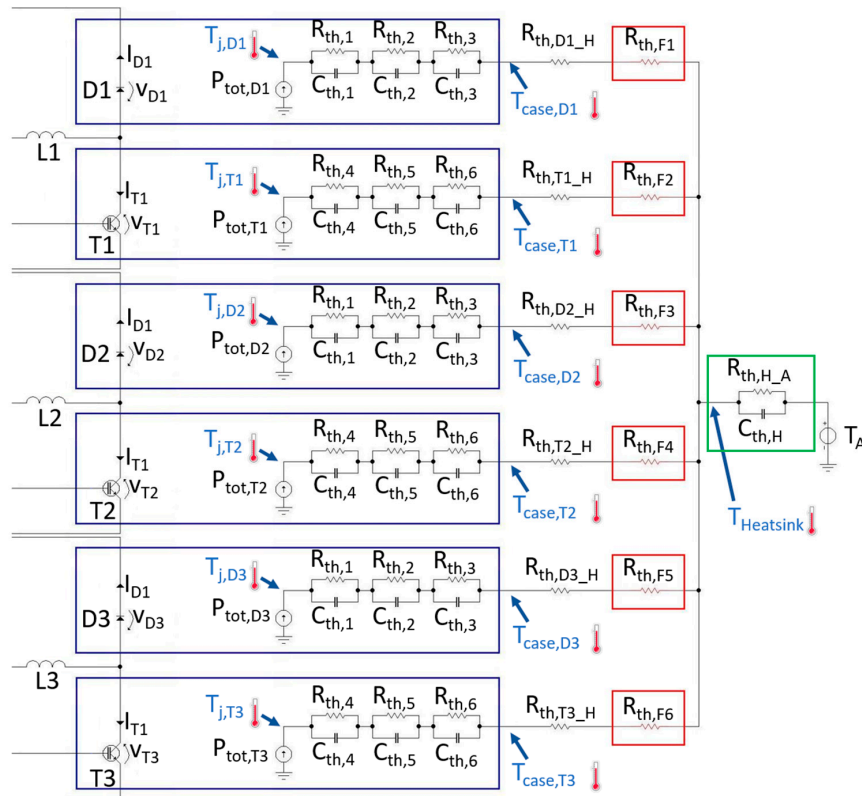 T_j,D1 R_th,1 R_th,2 R_th,3 R_th,D1_H R_th,F1
I_D1
D1 v_D1 P_tot,D1 C_th,1 C_th,2 C_th,3 T_case,D1
L1
T_j,T1 R_th,4 R_th,5 R_th,6 R_th,T1_H R_th,F2
I_T1
T1 v_T1 P_tot,T1 C_th,4 C_th,5 C_th,6 T_case,T1
T_j,D2 R_th,1 R_th,2 R_th,3 R_th,D2_H R_th,F3
I_D1
D2 v_D2 P_tot,D2 C_th,1 C_th,2 C_th,3 T_case,D2
L2
R_th,H_A
C_th,H
+
-
T_A
T_j,T2 R_th,4 R_th,5 R_th,6 R_th,T2_H R_th,F4
I_T1
T2 v_T2 P_tot,T2 C_th,4 C_th,5 C_th,6 T_case,T2
T_Heatsink
T_j,D3 R_th,1 R_th,2 R_th,3 R_th,D3_H R_th,F5
I_D1
D3 v_D3 P_tot,D3 C_th,1 C_th,2 C_th,3 T_case,D3
L3
T_j,T3 R_th,4 R_th,5 R_th,6 R_th,T3_H R_th,F6
I_T1
T3 v_T3 P_tot,T3 C_th,4 C_th,5 C_th,6 T_case,T3